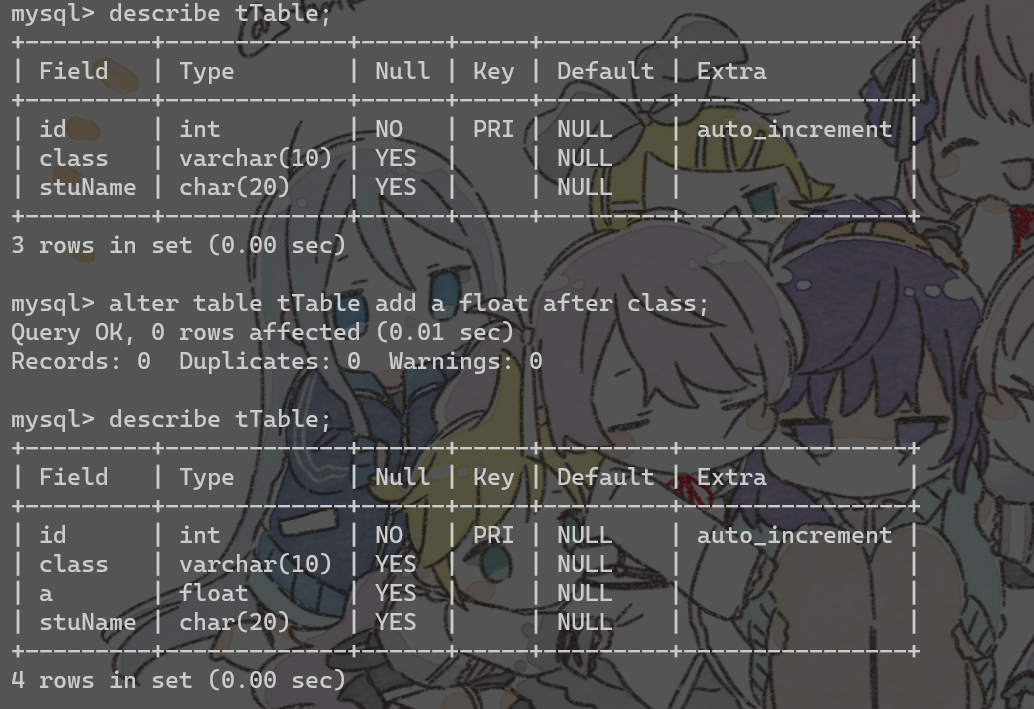 mysql> describe tTable;
+---------+-------------+------+-----+---------+----------------+
| Field   | Type        | Null | Key | Default | Extra          |
+---------+-------------+------+-----+---------+----------------+
| id      | int         | NO   | PRI | NULL    | auto_increment |
| class   | varchar(10) | YES  |     | NULL    |                |
| stuName | char(20)    | YES  |     | NULL    |                |
+---------+-------------+------+-----+---------+----------------+
3 rows in set (0.00 sec)
mysql> alter table tTable add a float after class;
Query OK, 0 rows affected (0.01 sec)
Records: 0  Duplicates: 0  Warnings: 0
mysql> describe tTable;
+---------+-------------+------+-----+---------+----------------+
| Field   | Type        | Null | Key | Default | Extra          |
+---------+-------------+------+-----+---------+----------------+
| id      | int         | NO   | PRI | NULL    | auto_increment |
| class   | varchar(10) | YES  |     | NULL    |                |
| a       | float       | YES  |     | NULL    |                |
| stuName | char(20)    | YES  |     | NULL    |                |
+---------+-------------+------+-----+---------+----------------+
4 rows in set (0.00 sec)